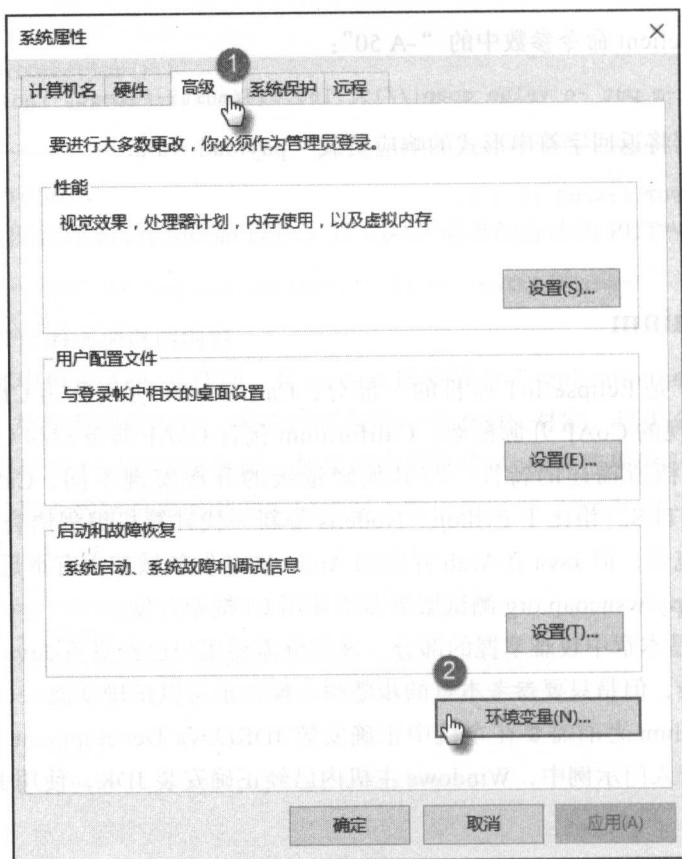 系统属性
计算机名 硬件 高级 系统保护 远程
1
要进行大多数更改，你必须作为管理员登录。
性能
视觉效果，处理器计划，内存使用，以及虚拟内存
设置(S)...
用户配置文件
与登录帐户相关的桌面设置
设置(E)...
启动和故障恢复
系统启动、系统故障和调试信息
设置(T)...
2
环境变量(N)...
确定 取消 应用(A)